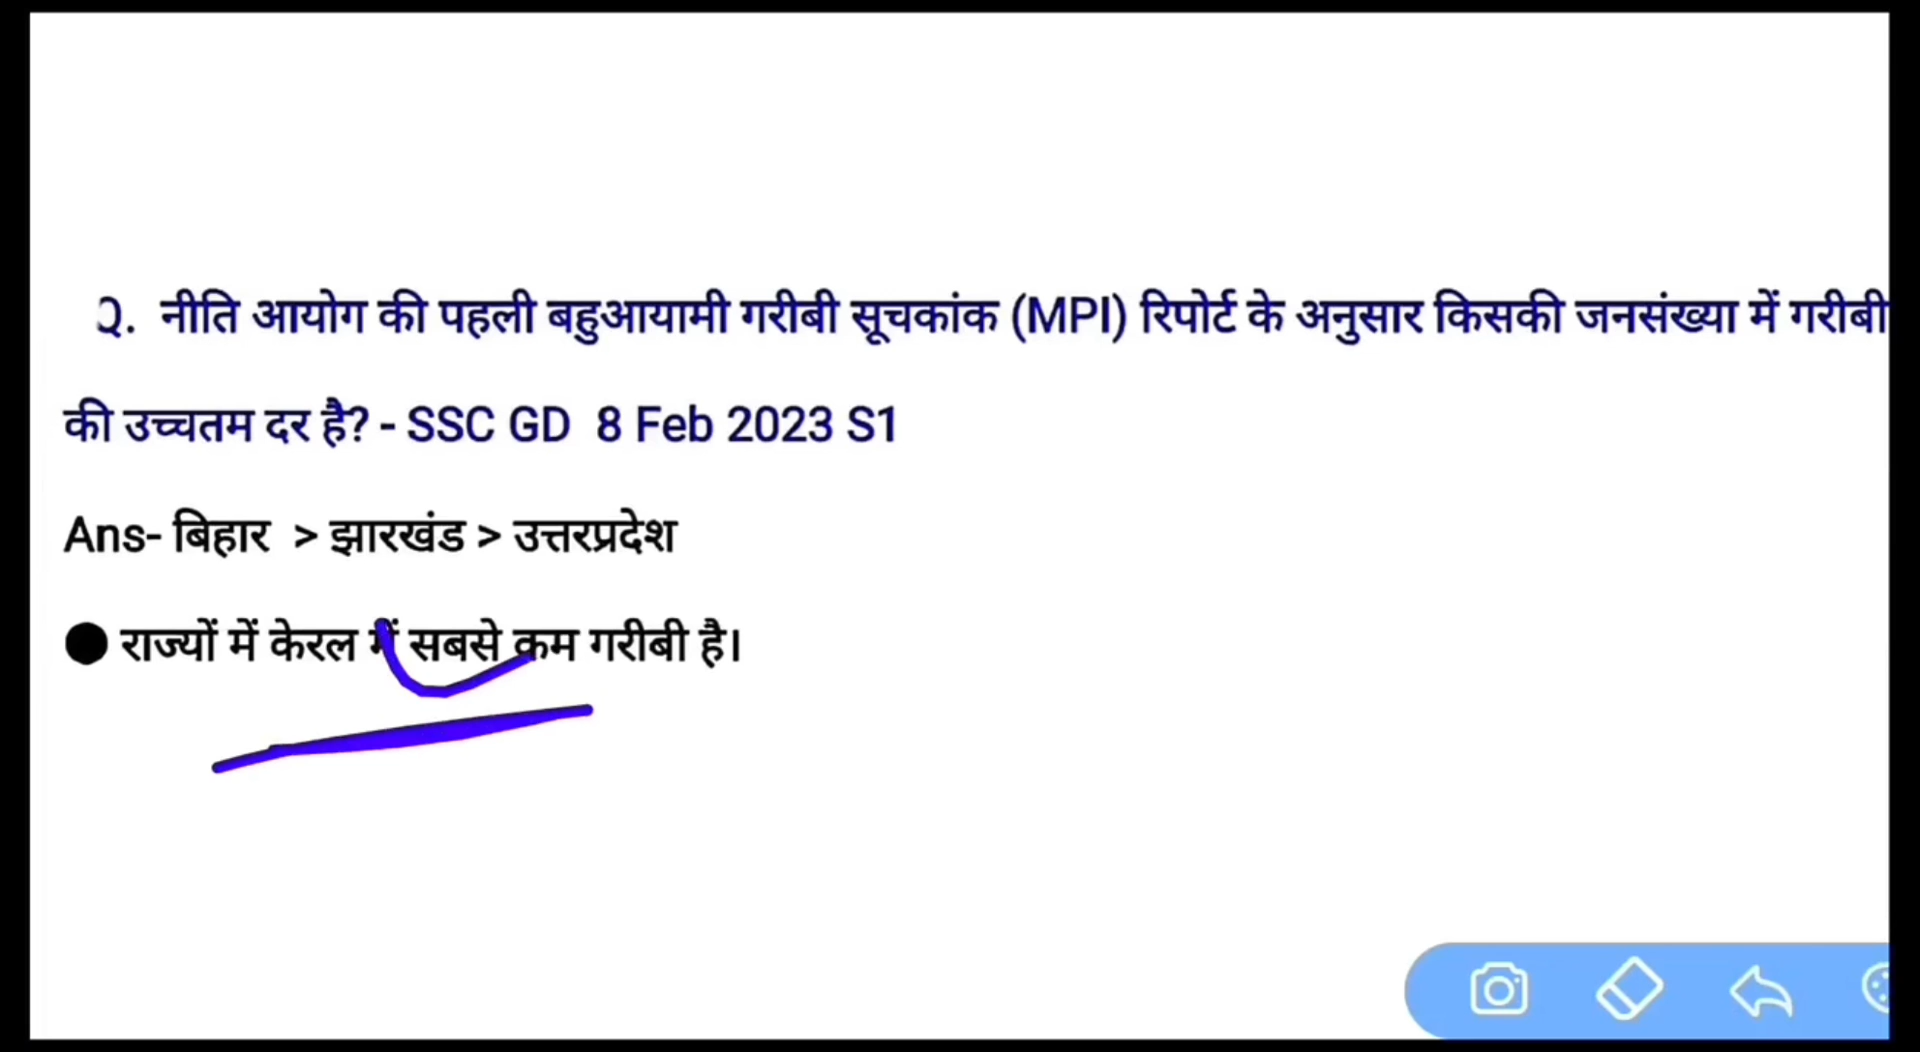 Q. नीति आयोग की पहली बहुआयामी गरीबी सूचकांक (MPI) रिपोर्ट के अनुसार किसकी जनसंख्या में गरीबी
की उच्चतम दर है? - SSC GD 8 Feb 2023 S1
Ans- बिहार > झारखंड > उत्तरप्रदेश
● राज्यों में केरल में सबसे कम गरीबी है।